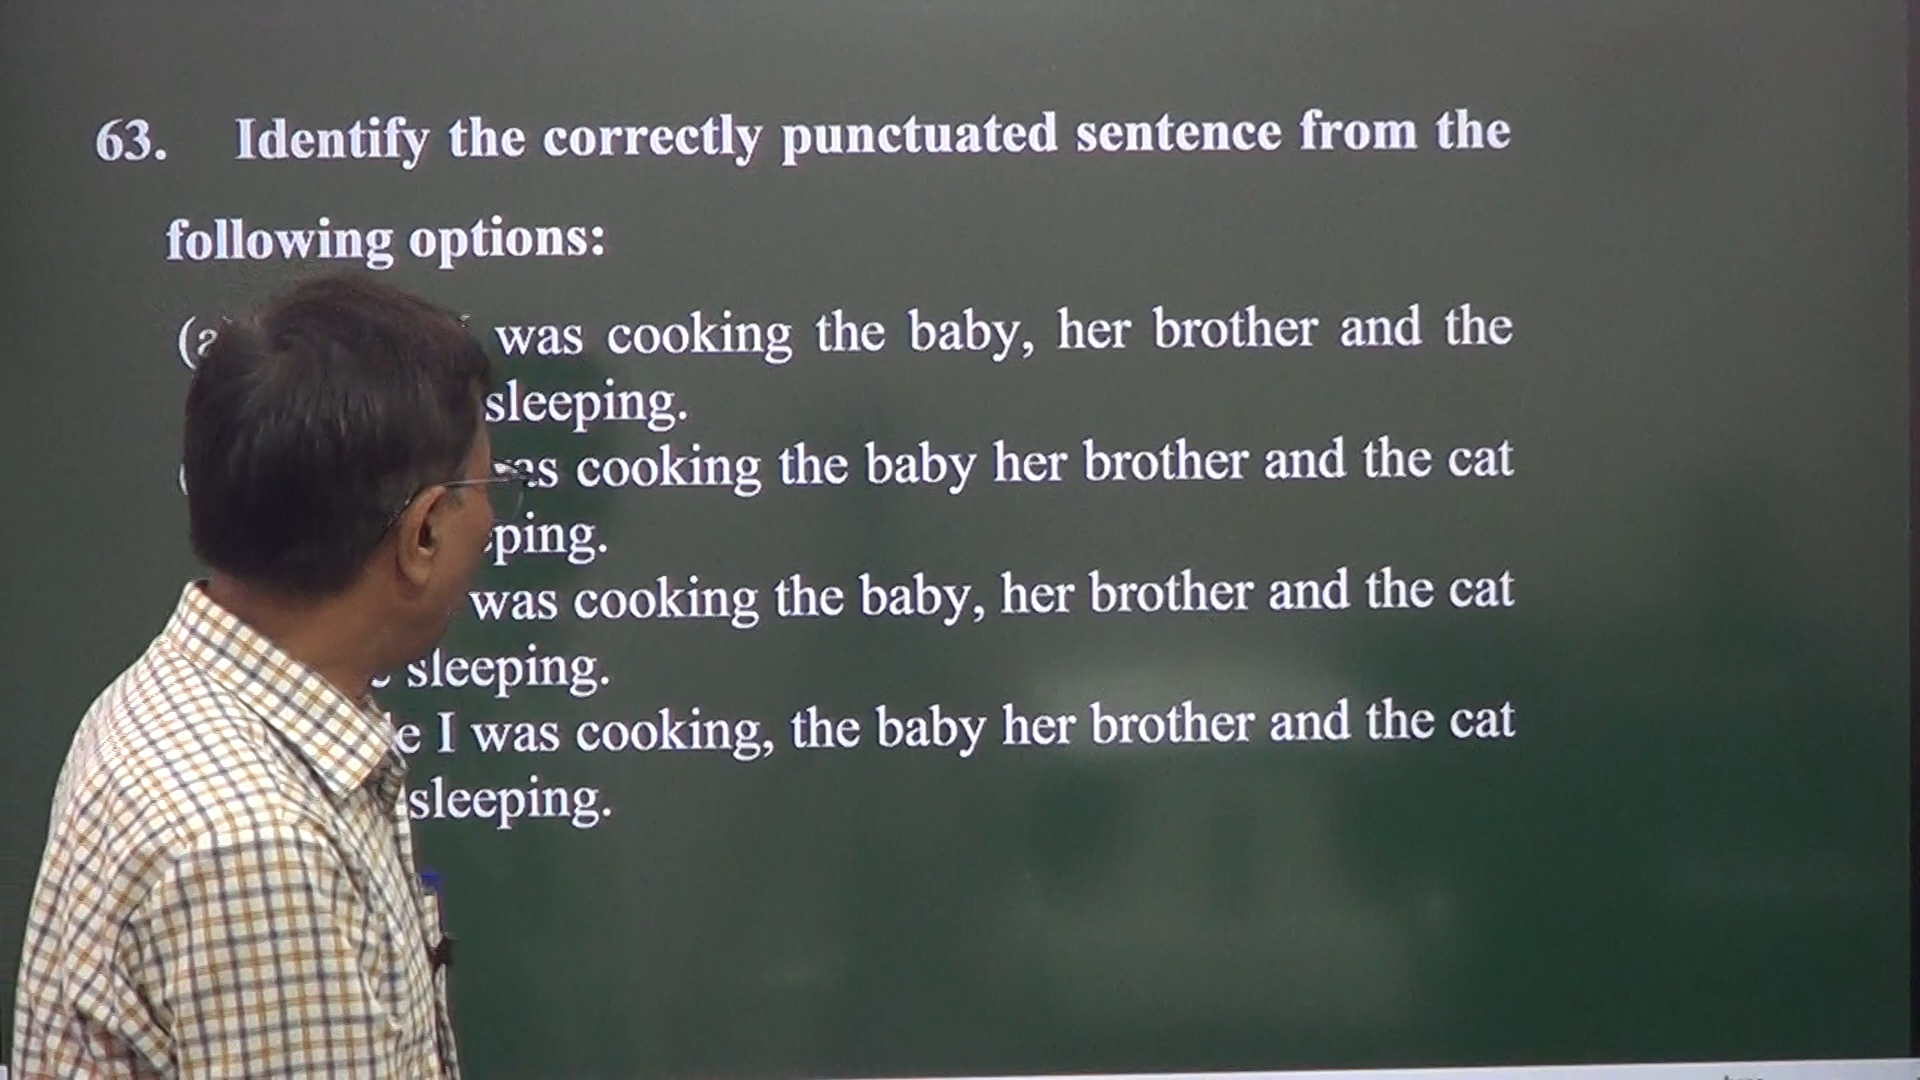 63. Identify the correctly punctuated sentence from the
following options:
was cooking the baby, her brother and the
sleeping.
cooking the baby her brother and the cat
was cooking the baby, her brother and the cat
sleeping.
I was cooking, the baby her brother and the cat
sleeping.